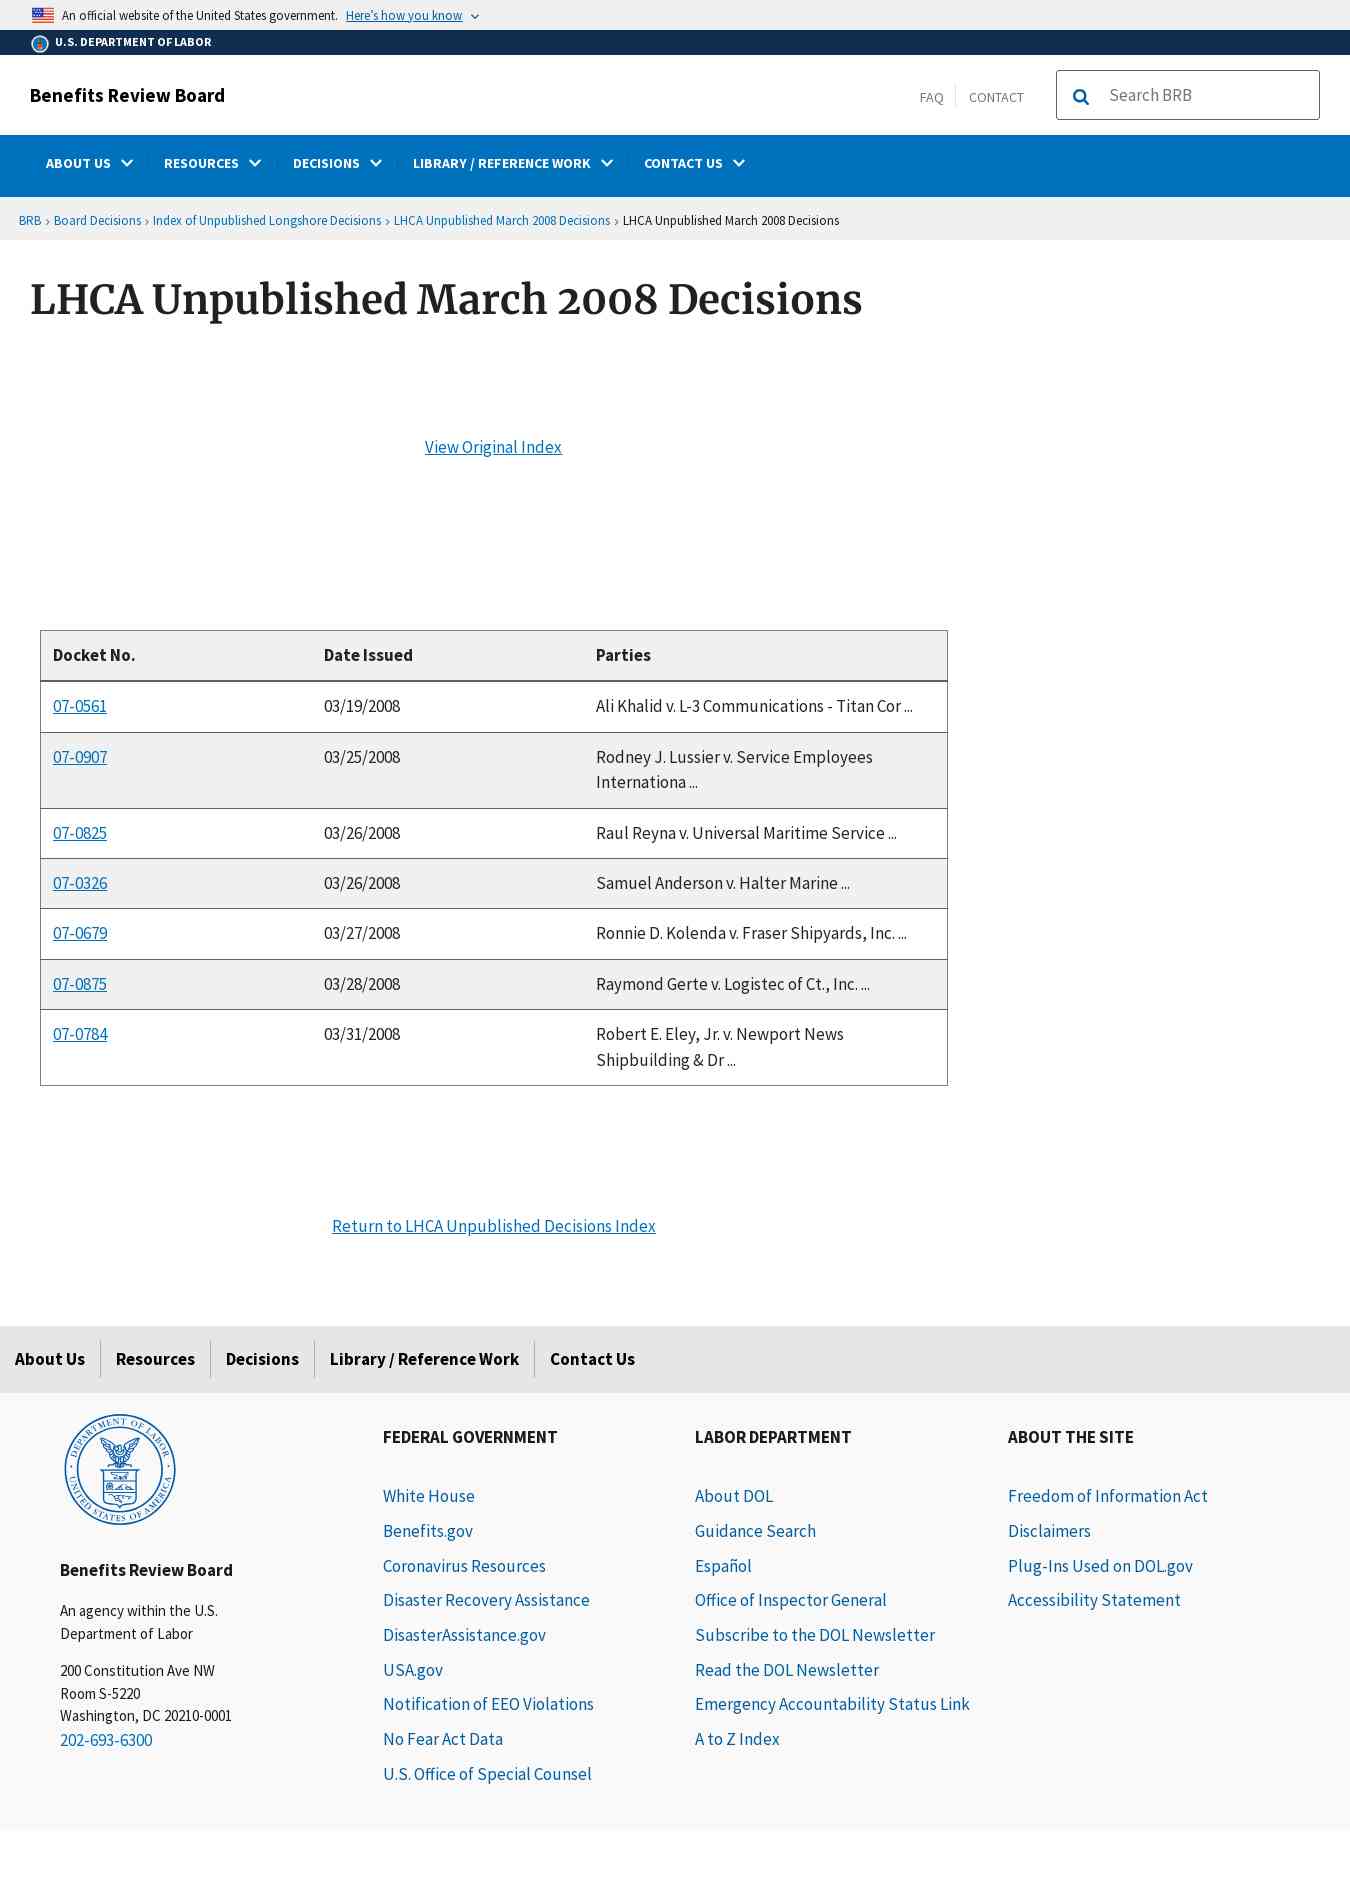 An official website of the United States government. Here's how you know
U.S. DEPARTMENT OF LABOR
Benefits Review Board
FAQ
CONTACT
Search BRB
ABOUT US
RESOURCES
DECISIONS
LIBRARY / REFERENCE WORK
CONTACT US
BRB › Board Decisions › Index of Unpublished Longshore Decisions › LHCA Unpublished March 2008 Decisions › LHCA Unpublished March 2008 Decisions
LHCA Unpublished March 2008 Decisions
View Original Index
Docket No. Date Issued Parties
07-0561 03/19/2008 Ali Khalid v. L-3 Communications - Titan Cor ...
07-0907 03/25/2008 Rodney J. Lussier v. Service Employees
Internationa ...
07-0825 03/26/2008 Raul Reyna v. Universal Maritime Service ...
07-0326 03/26/2008 Samuel Anderson v. Halter Marine ...
07-0679 03/27/2008 Ronnie D. Kolenda v. Fraser Shipyards, Inc. ...
07-0875 03/28/2008 Raymond Gerte v. Logistec of Ct., Inc. ...
07-0784 03/31/2008 Robert E. Eley, Jr. v. Newport News
Shipbuilding & Dr ...
Return to LHCA Unpublished Decisions Index
About Us
Resources
Decisions
Library / Reference Work
Contact Us
DEPARTMENT OF LABOR
UNITED STATES OF AMERICA
Benefits Review Board
An agency within the U.S.
Department of Labor
200 Constitution Ave NW
Room S-5220
Washington, DC 20210-0001
202-693-6300
FEDERAL GOVERNMENT
White House
Benefits.gov
Coronavirus Resources
Disaster Recovery Assistance
DisasterAssistance.gov
USA.gov
Notification of EEO Violations
No Fear Act Data
U.S. Office of Special Counsel
LABOR DEPARTMENT
About DOL
Guidance Search
Español
Office of Inspector General
Subscribe to the DOL Newsletter
Read the DOL Newsletter
Emergency Accountability Status Link
A to Z Index
ABOUT THE SITE
Freedom of Information Act
Disclaimers
Plug-Ins Used on DOL.gov
Accessibility Statement